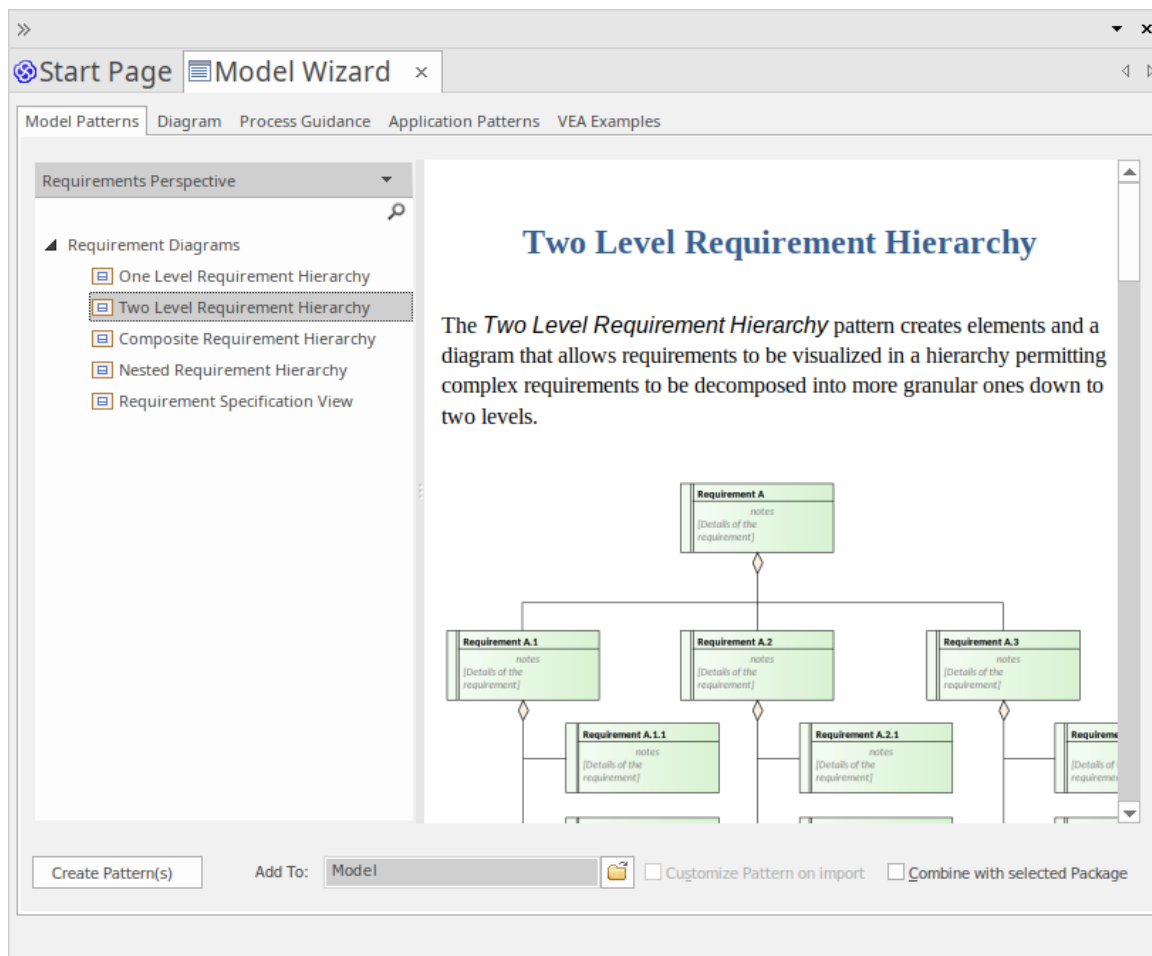 Start Page
Model Wizard
Model Patterns
Diagram
Process Guidance
Application Patterns
VEA Examples
Requirements Perspective
Requirement Diagrams
One Level Requirement Hierarchy
Two Level Requirement Hierarchy
Composite Requirement Hierarchy
Nested Requirement Hierarchy
Requirement Specification View
Two Level Requirement Hierarchy
The Two Level Requirement Hierarchy pattern creates elements and a
diagram that allows requirements to be visualized in a hierarchy permitting
complex requirements to be decomposed into more granular ones down to
two levels.
Requirement A
notes
[Details of the
requirement]
Requirement A.1
notes
[Details of the
requirement]
Requirement A.2
notes
[Details of the
requirement]
Requirement A.3
notes
[Details of the
requirement]
Requirement A.1.1
notes
[Details of the
requirement]
Requirement A.2.1
notes
[Details of the
requirement]
Create Pattern(s)
Add To:
Model
Customize Pattern on import
Combine with selected Package